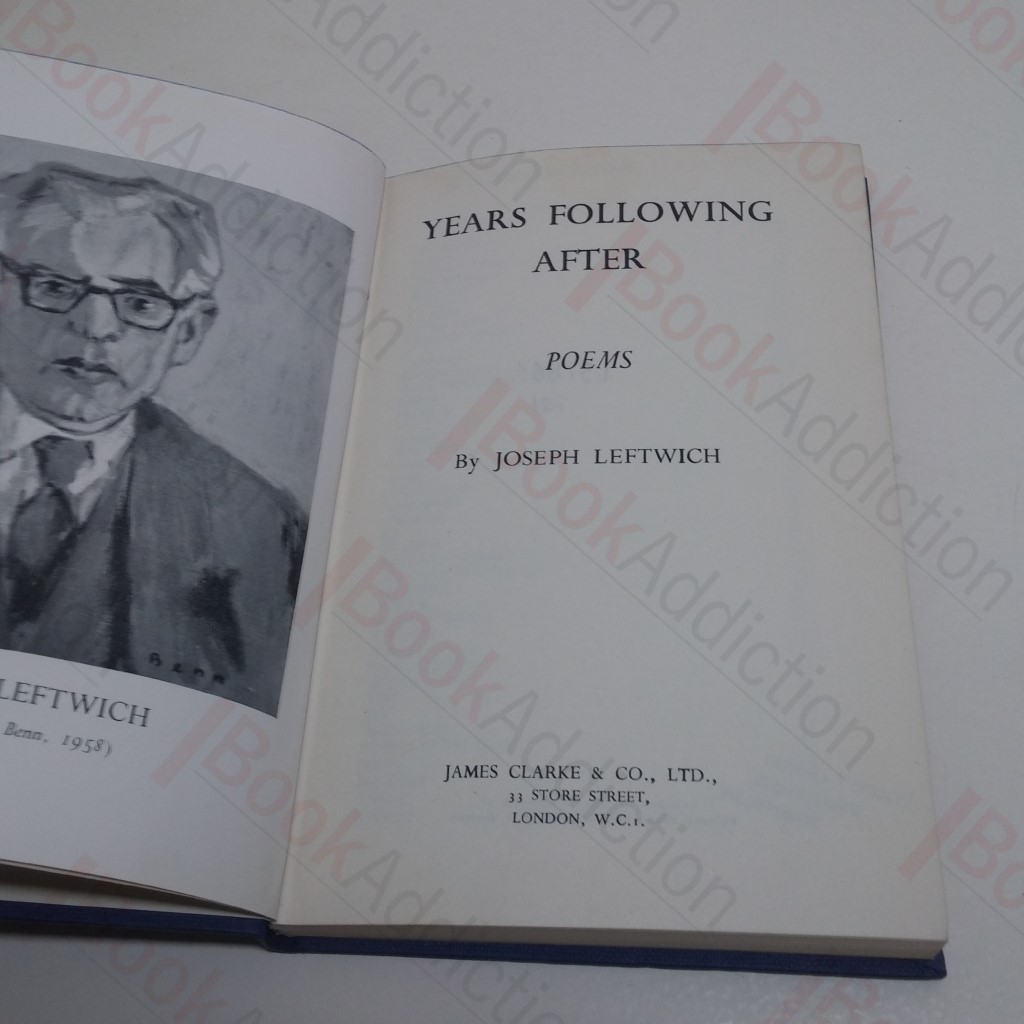 Benn
LEFTWICH
Benn, 1958)
YEARS FOLLOWING
AFTER
POEMS
By JOSEPH LEFTWICH
JAMES CLARKE & CO., LTD.,
33 STORE STREET,
LONDON, W.C.1.
BookAddiction